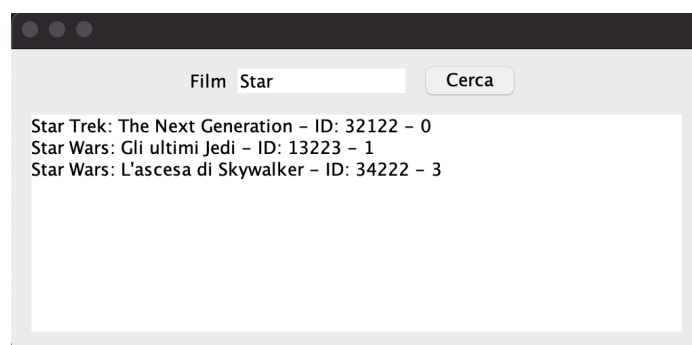 Film Star Cerca
Star Trek: The Next Generation – ID: 32122 – 0
Star Wars: Gli ultimi Jedi – ID: 13223 – 1
Star Wars: L'ascesa di Skywalker – ID: 34222 – 3